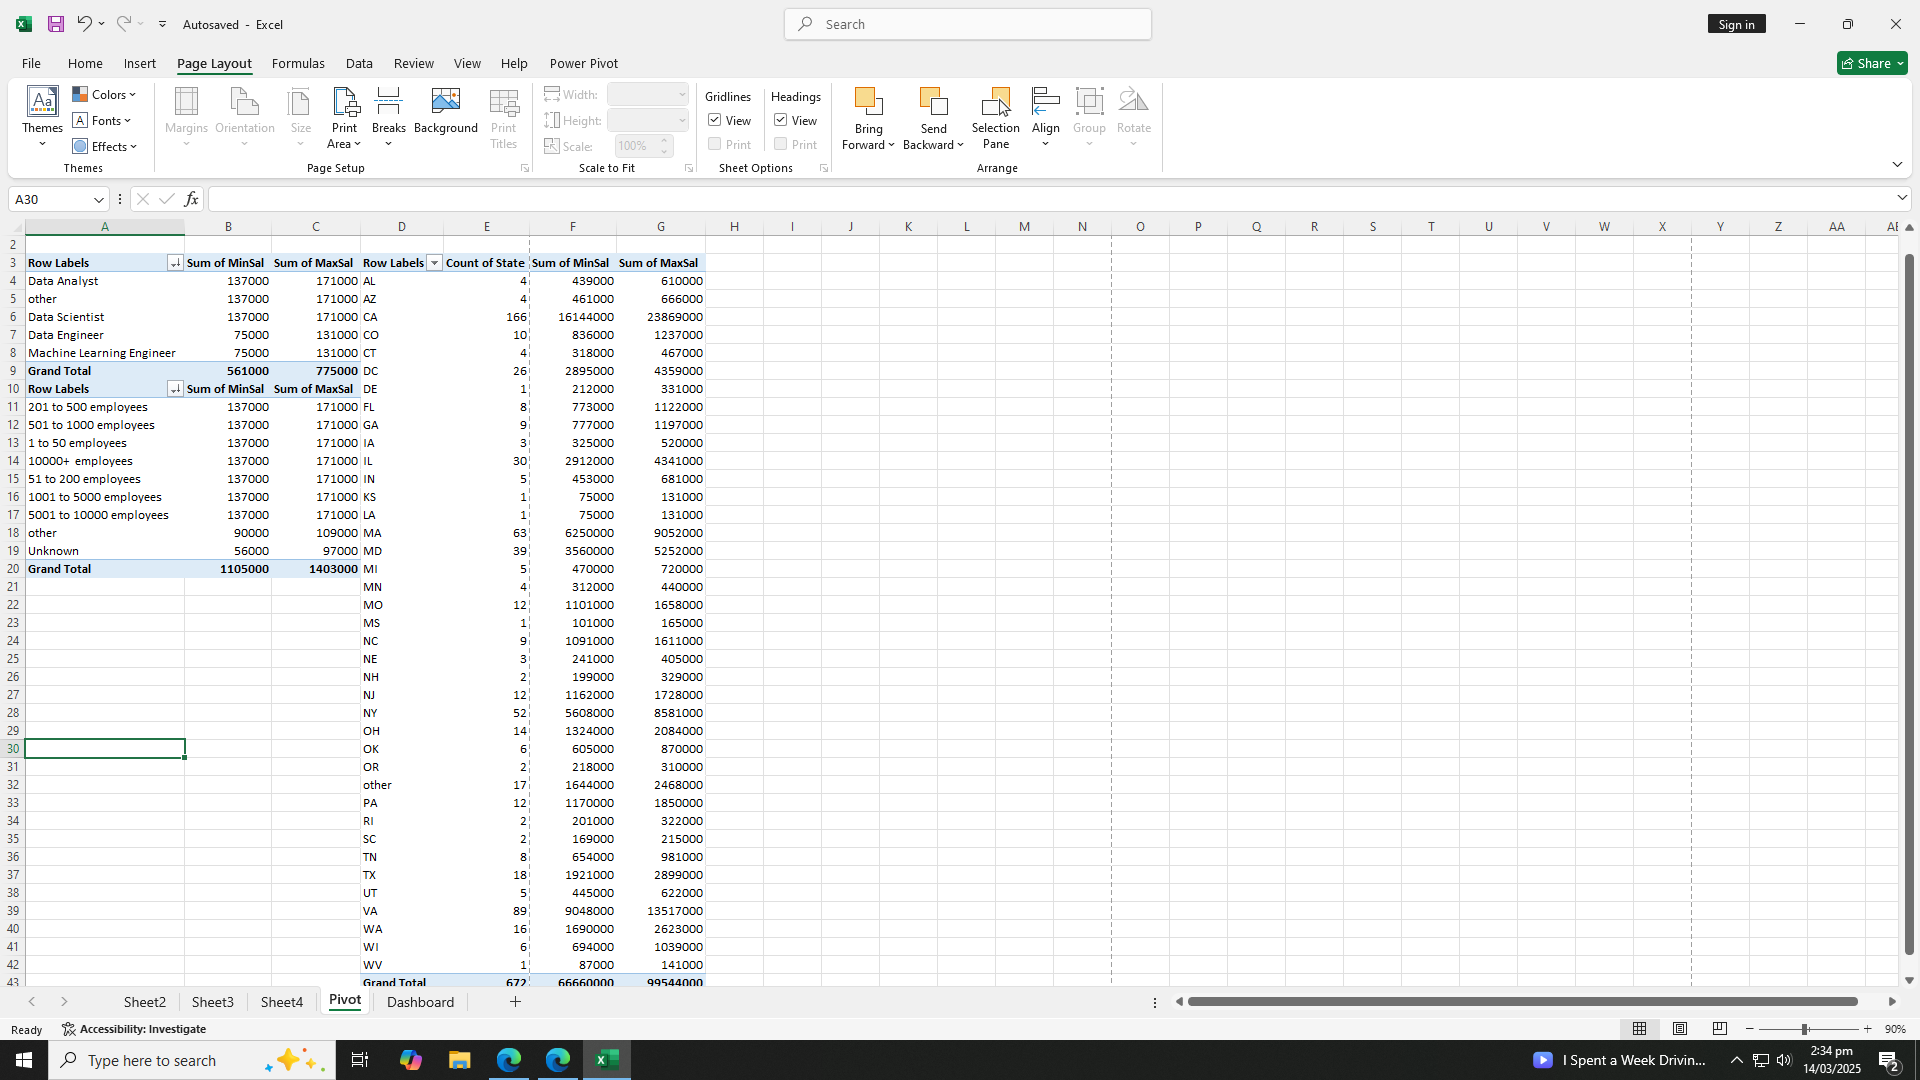 Autosaved - Excel
Search
Sign in
File Home Insert Page Layout Formulas Data Review View Help Power Pivot
Share
Aa Themes Colors Fonts Effects
Margins Orientation Size Print Area Breaks Background Print Titles
Width: Height: Scale: 100%
Gridlines View Print
Headings View Print
Bring Forward Send Backward Selection Pane Align Group Rotate
Themes Page Setup Scale to Fit Sheet Options Arrange
A30 fx
A B C D E F G H I J K L M N O P Q R S T U V W X Y Z AA AE
2
3 Row Labels Sum of MinSal Sum of MaxSal Row Labels Count of State Sum of MinSal Sum of MaxSal
4 Data Analyst 137000 171000 AL 4 439000 610000
5 other 137000 171000 AZ 4 461000 666000
6 Data Scientist 137000 171000 CA 166 16144000 23869000
7 Data Engineer 75000 131000 CO 10 836000 1237000
8 Machine Learning Engineer 75000 131000 CT 4 318000 467000
9 Grand Total 561000 775000 DC 26 2895000 4359000
10 Row Labels Sum of MinSal Sum of MaxSal DE 1 212000 331000
11 201 to 500 employees 137000 171000 FL 8 773000 1122000
12 501 to 1000 employees 137000 171000 GA 9 777000 1197000
13 1 to 50 employees 137000 171000 IA 3 325000 520000
14 10000+ employees 137000 171000 IL 30 2912000 4341000
15 51 to 200 employees 137000 171000 IN 5 453000 681000
16 1001 to 5000 employees 137000 171000 KS 1 75000 131000
17 5001 to 10000 employees 137000 171000 LA 1 75000 131000
18 other 90000 109000 MA 63 6250000 9052000
19 Unknown 56000 97000 MD 39 3560000 5252000
20 Grand Total 1105000 1403000 MI 5 470000 720000
21 MN 4 312000 440000
22 MO 12 1101000 1658000
23 MS 1 101000 165000
24 NC 9 1091000 1611000
25 NE 3 241000 405000
26 NH 2 199000 329000
27 NJ 12 1162000 1728000
28 NY 52 5608000 8581000
29 OH 14 1324000 2084000
30 OK 6 605000 870000
31 OR 2 218000 310000
32 other 17 1644000 2468000
33 PA 12 1170000 1850000
34 RI 2 201000 322000
35 SC 2 169000 215000
36 TN 8 654000 981000
37 TX 18 1921000 2899000
38 UT 5 445000 622000
39 VA 89 9048000 13517000
40 WA 16 1690000 2623000
41 WI 6 694000 1039000
42 WV 1 87000 141000
43 Grand Total 672 66660000 99544000
Sheet2 Sheet3 Sheet4 Pivot Dashboard
Ready Accessibility: Investigate 90%
Type here to search
I Spent a Week Drivin...
2:34 pm
14/03/2025
2